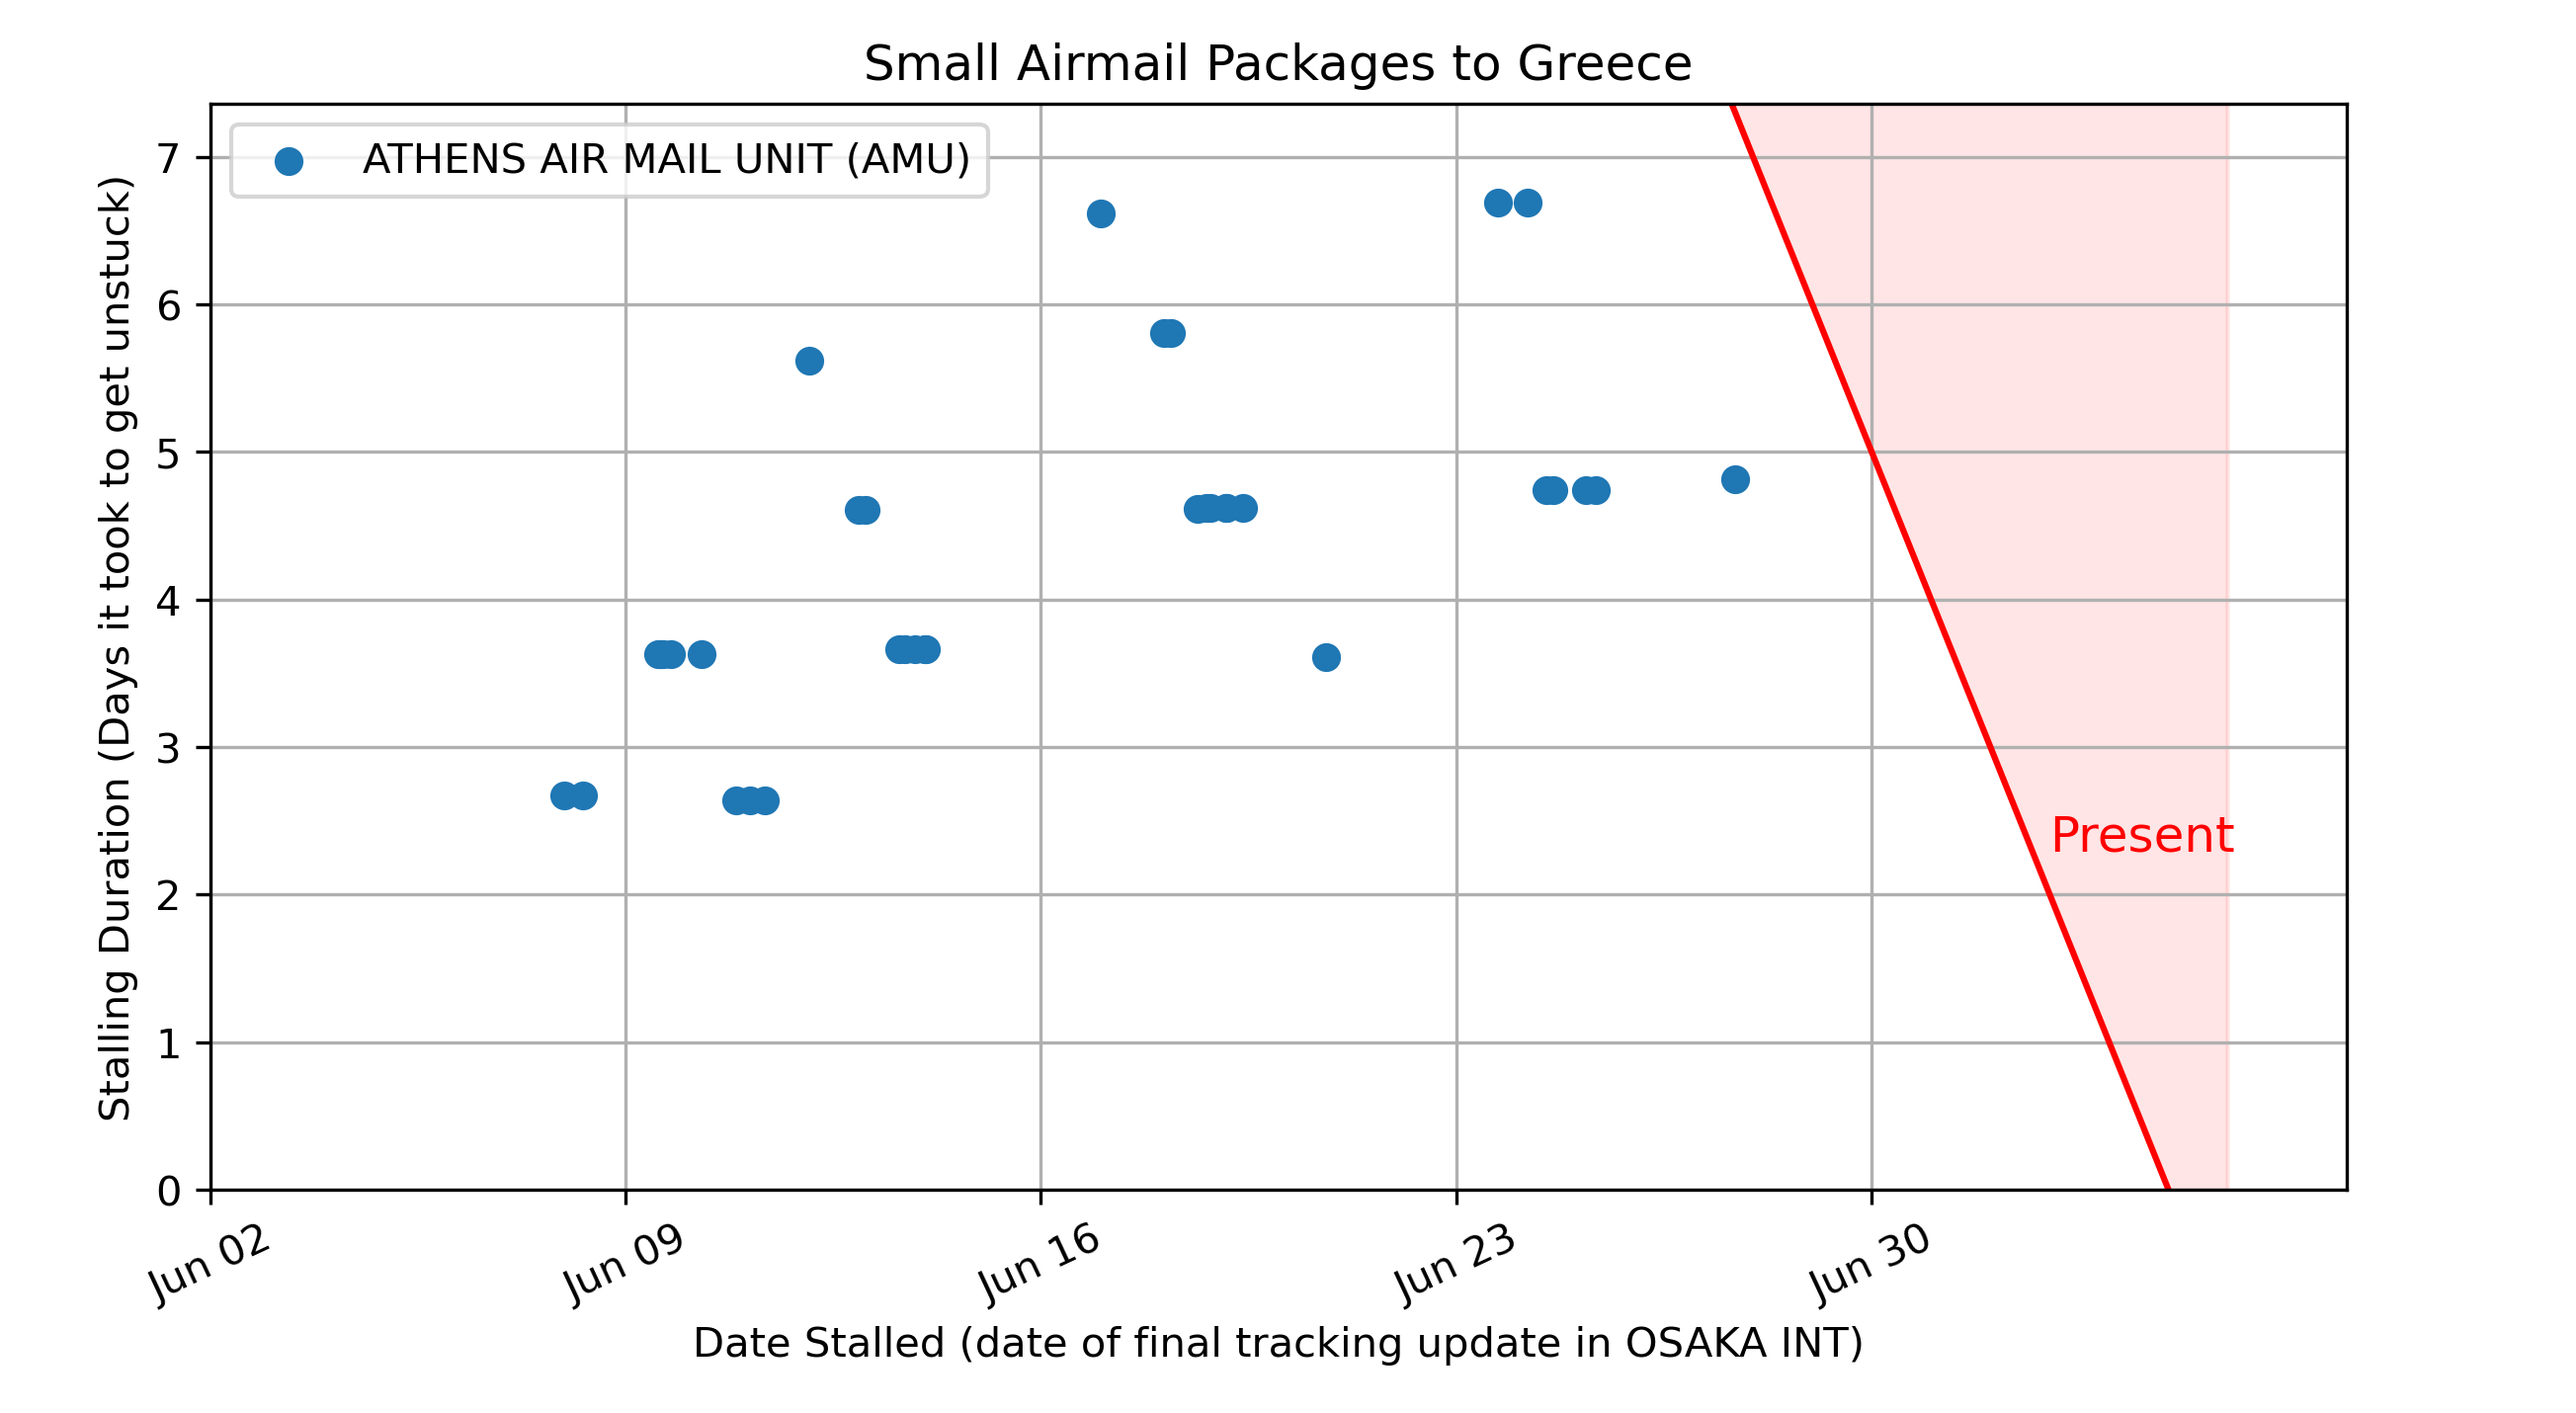 Small Airmail Packages to Greece
ATHENS AIR MAIL UNIT (AMU)
Stalling Duration (Days it took to get unstuck)
7
6
5
4
3
2
1
0
Present
Jun 02
Jun 09
Jun 16
Jun 23
Jun 30
Date Stalled (date of final tracking update in OSAKA INT)